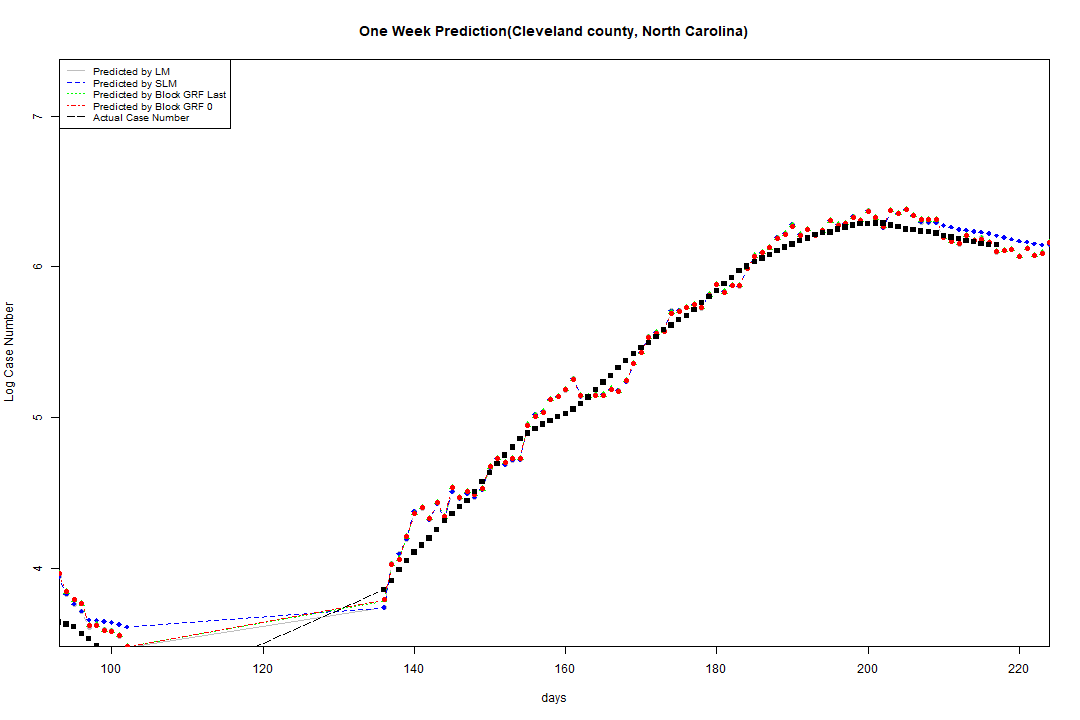 One Week Prediction(Cleveland county, North Carolina)
Predicted by LM
Predicted by SLM
Predicted by Block GRF Last
Predicted by Block GRF 0
Actual Case Number
7
6
5
4
Log Case Number
100 120 140 160 180 200 220
days